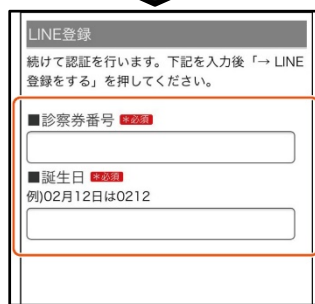 LINE登録
続けて認証を行います。下記を入力後「→ LINE
登録をする」を押してください。
■診察券番号 *必須
■誕生日 *必須
例)02月12日は0212